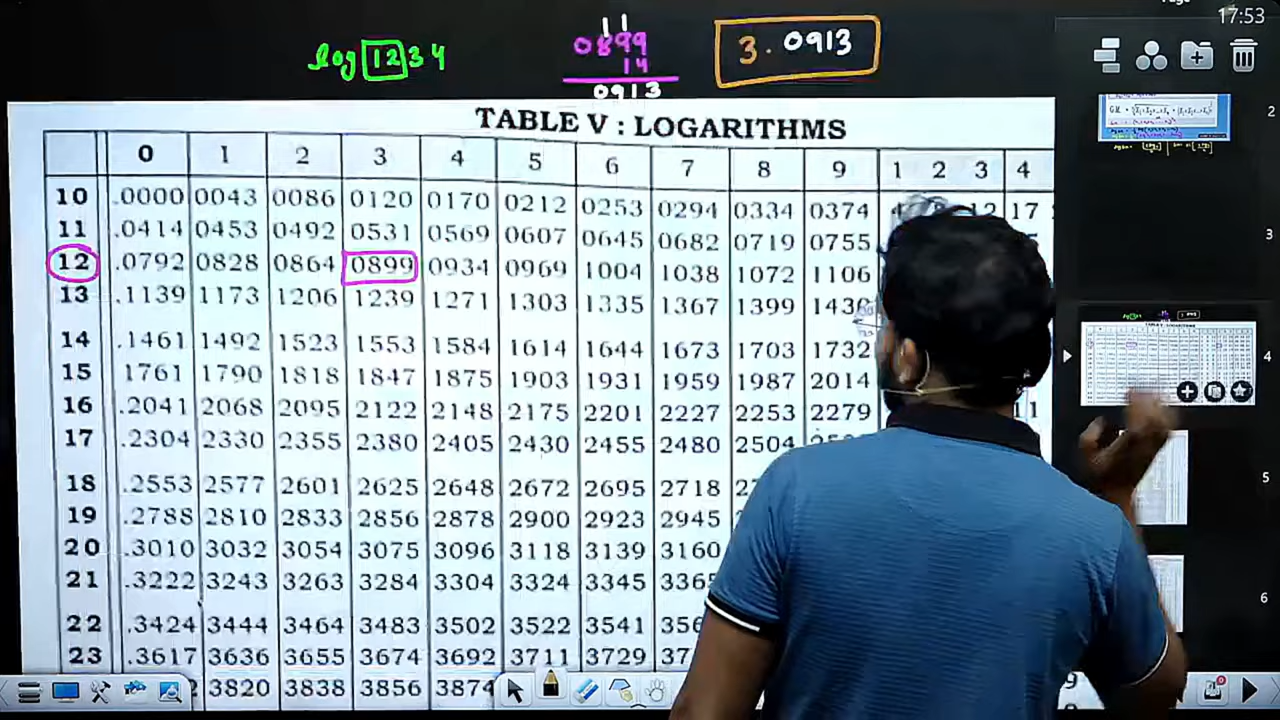 17:53
11
log 1234
0899
14
0913
3.0913
TABLE V : LOGARITHMS
0 1 2 3 4 5 6 7 8 9 1 2 3 4
10 .0000 0043 0086 0120 0170 0212 0253 0294 0334 0374 12 17
11 .0414 0453 0492 0531 0569 0607 0645 0682 0719 0755
12 .0792 0828 0864 0899 0934 0969 1004 1038 1072 1106
13 .1139 1173 1206 1239 1271 1303 1335 1367 1399 1430
14 .1461 1492 1523 1553 1584 1614 1644 1673 1703 1732
15 1761 1790 1818 1847 1875 1903 1931 1959 1987 2014
16 .2041 2068 2095 2122 2148 2175 2201 2227 2253 2279 11
17 .2304 2330 2355 2380 2405 2430 2455 2480 2504
18 .2553 2577 2601 2625 2648 2672 2695 2718
19 .2788 2810 2833 2856 2878 2900 2923 2945
20 .3010 3032 3054 3075 3096 3118 3139 3160
21 .3222 3243 3263 3284 3304 3324 3345
22 .3424 3444 3464 3483 3502 3522 3541
23 .3617 3636 3655 3674 3692 3711 3729
3820 3838 3856 3874
2
3
4
5
6